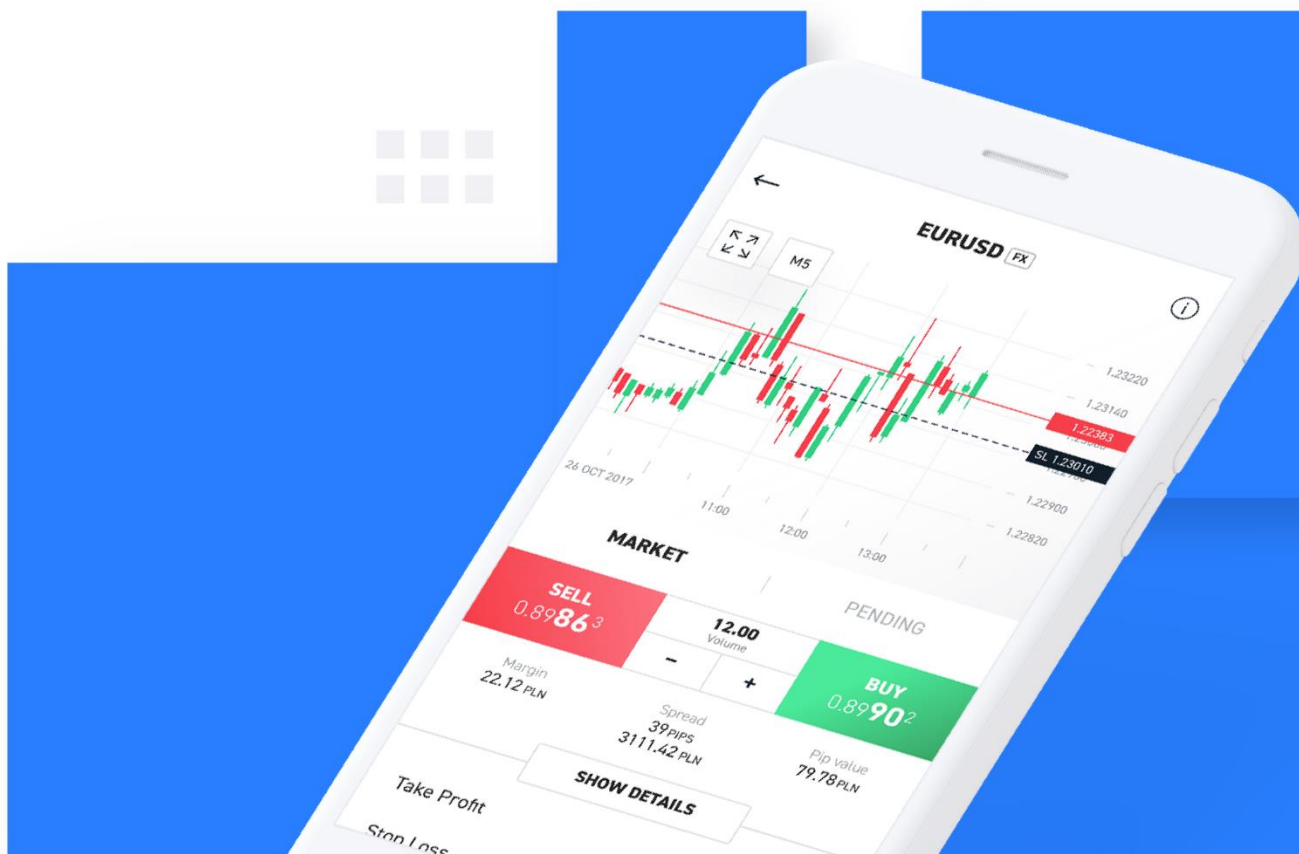 EURUSD FX
M5
1.23220
1.23140
1.22383
SL 1.23010
1.22900
1.22820
26 OCT 2017
11:00
12:00
13:00
MARKET
PENDING
SELL
0.89863
12.00
Volume
-
+
BUY
0.89902
Margin
22.12 PLN
Spread
39 PIPS
3111.42 PLN
Pip value
79.78 PLN
SHOW DETAILS
Take Profit
Stop Loss